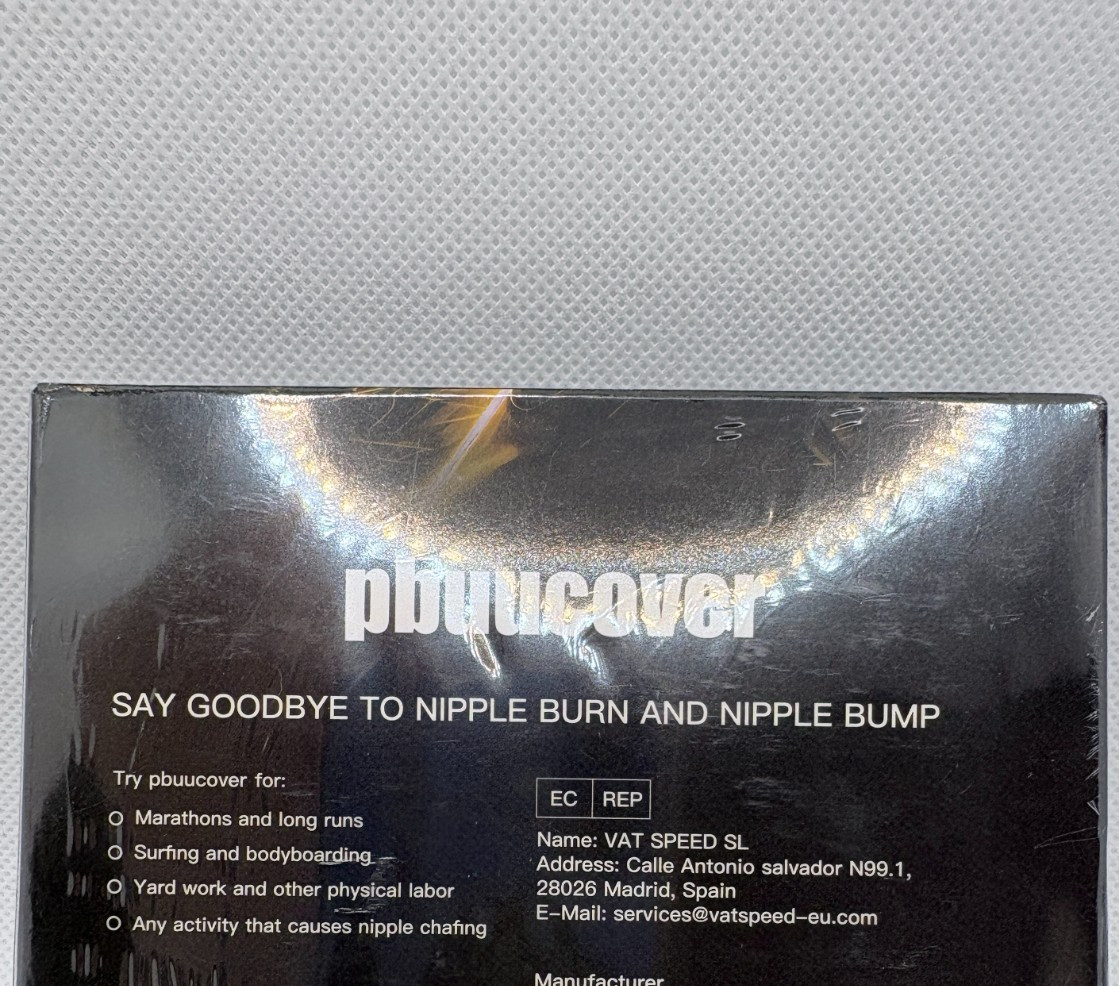 pbuucover
SAY GOODBYE TO NIPPLE BURN AND NIPPLE BUMP
Try pbuucover for:
Marathons and long runs
Surfing and bodyboarding
Yard work and other physical labor
Any activity that causes nipple chafing
EC REP
Name: VAT SPEED SL
Address: Calle Antonio salvador N99.1,
28026 Madrid, Spain
E-Mail: services@vatspeed-eu.com
Manufacturer